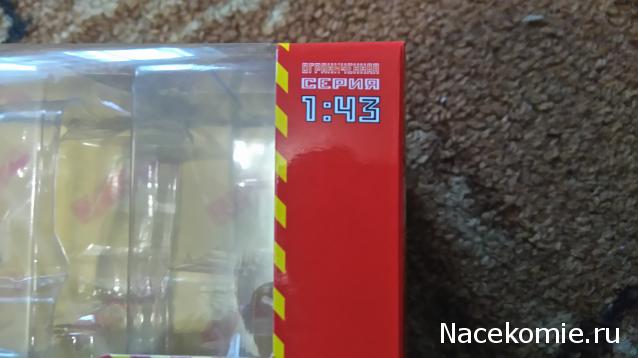 ОГРАНИЧЕННАЯ
СЕРИЯ
1:43
Nacekomie.ru